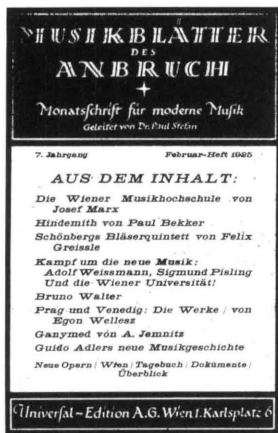 MUSIKBLÄTTER
DES
ANBRUCH
Monatsschrift für moderne Musik
Geleitet von Dr. Paul Stefan
7. Jahrgang Februar-Heft 1925
AUS DEM INHALT:
Die Wiener Musikhochschule von
Josef Marx
Hindemith von Paul Bekker
Schönbergs Bläserquintett von Felix
Greissle
Kampf um die neue Musik:
Adolf Weissmann, Sigmund Pisling
Und die Wiener Universität!
Bruno Walter
Prag und Venedig: Die Werke / von
Egon Wellesz
Ganymed von A. Jemnitz
Guido Adlers neue Musikgeschichte
Neue Opern / Wien / Tagebuch / Dokumente /
Überblick
Universal-Edition A.G. Wien 1. Karlsplatz 6